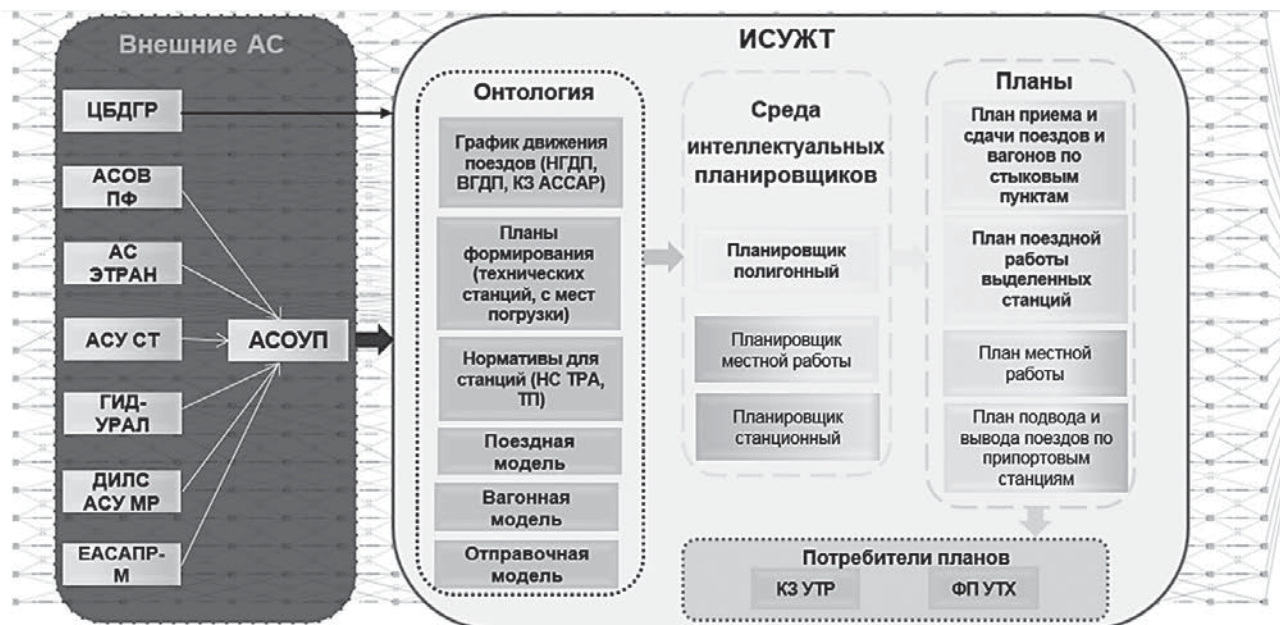 Внешние АС
ЦБДГР
АСОВ
ПФ
АС
ЭТРАН
АСУ СТ
ГИД-
УРАЛ
ДИЛС
АСУ МР
ЕАСАПР-
М
АСОУП
ИСУЖТ
Онтология
График движения
поездов (НГДП,
ВГДП, КЗ АССАР)
Планы
формирования
(технических
станций, с мест
погрузки)
Нормативы для
станций (НС ТРА,
ТП)
Поездная
модель
Вагонная
модель
Отправочная
модель
Среда
интеллектуальных
планировщиков
Планировщик
полигонный
Планировщик
местной работы
Планировщик
станционный
Планы
План приема и
сдачи поездов и
вагонов по
стыковым
пунктам
План поездной
работы
выделенных
станций
План местной
работы
План подвода и
вывода поездов по
припортовым
станциям
Потребители планов
КЗ УТР
ФП УТХ